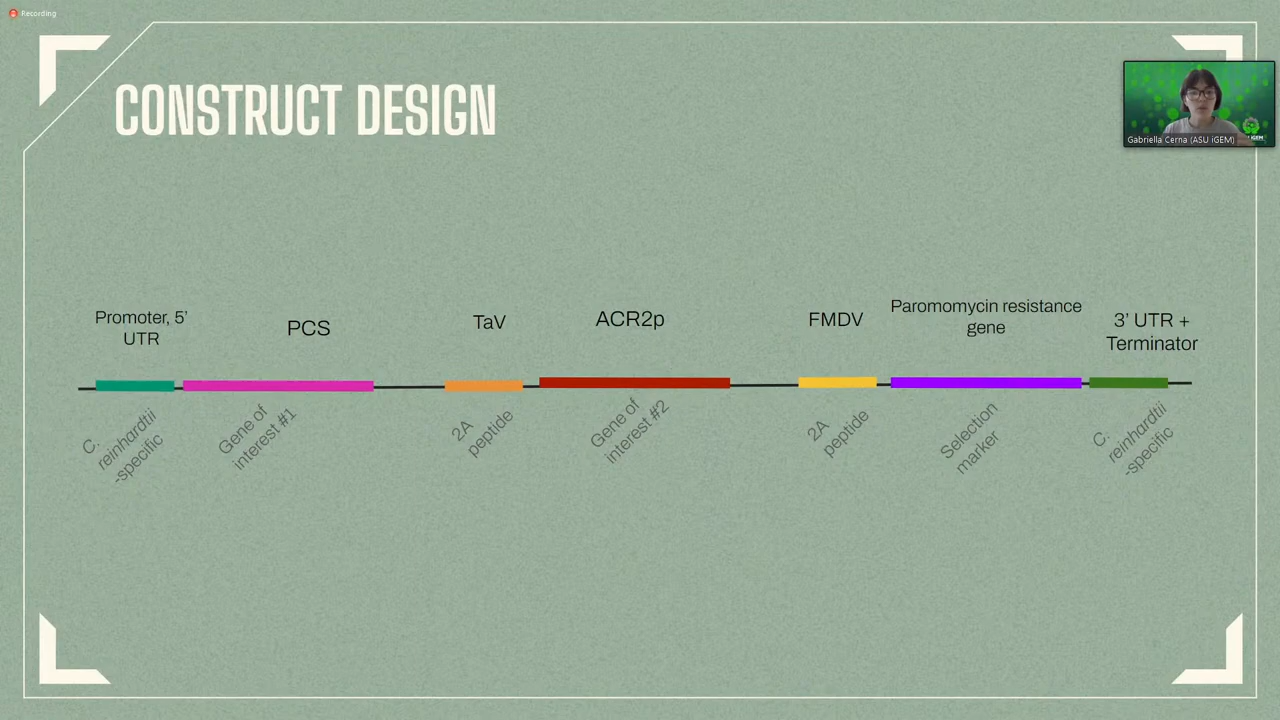 Recording
CONSTRUCT DESIGN
Gabriella Cerna (ASU iGEM)
iGEM
Promoter, 5’
UTR
PCS
TaV
ACR2p
FMDV
Paromomycin resistance
gene
3’ UTR +
Terminator
C.
reinhardtii
-specific
Gene of
interest #1
2A
peptide
Gene of
interest #2
2A
peptide
Selection
marker
C.
reinhardtii
-specific